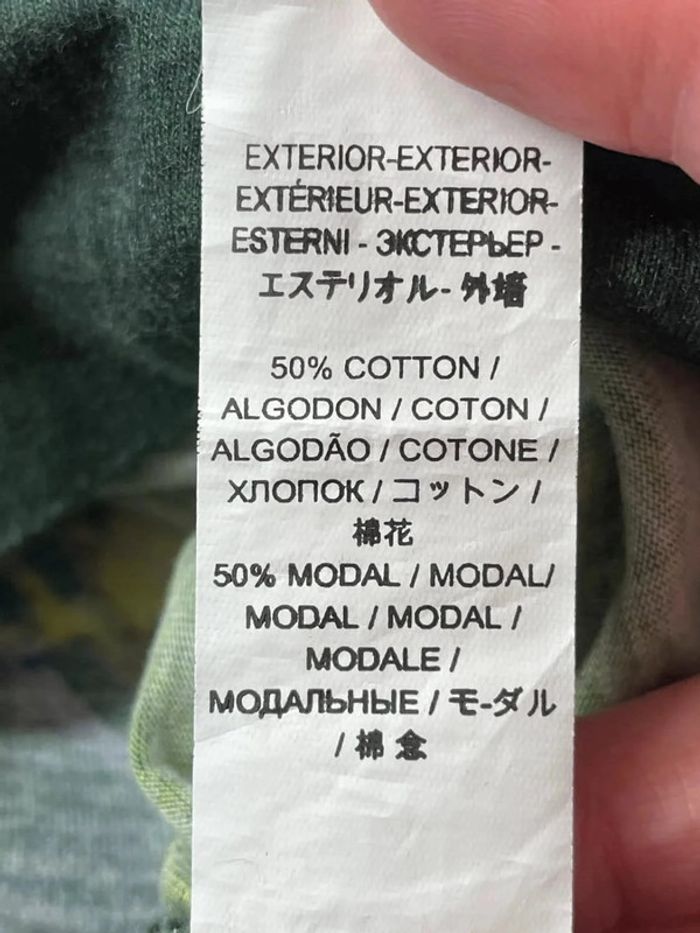 EXTERIOR-EXTERIOR-
EXTÉRIEUR-EXTERIOR-
ESTERNI - ЭКСТЕРЬЕР -
エステリオル- 外墙
50% COTTON /
ALGODON / COTON /
ALGODÃO / COTONE /
ХЛОПОК / コットン /
棉花
50% MODAL / MODAL/
MODAL / MODAL /
MODALE /
МОДАЛЬНЫЕ / モ-ダル
/ 棉 念